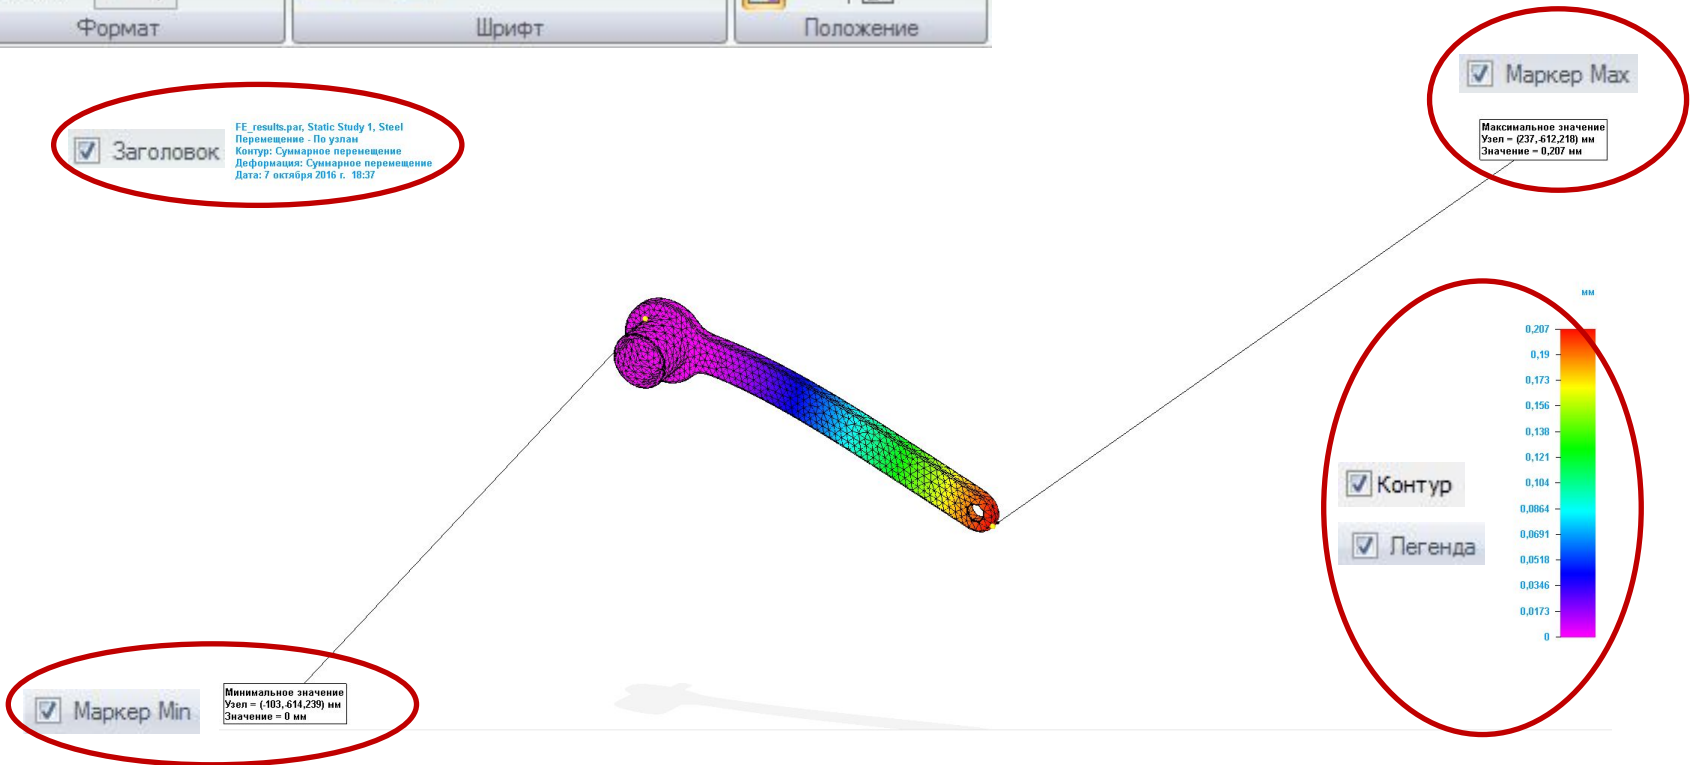 Формат
Шрифт
Положение
Маркер Max
Максимальное значение
Узел = (237,-612,218) мм
Значение = 0,207 мм
Заголовок
FE_results.par, Static Study 1, Steel
Перемещение - По узлам
Контур: Суммарное перемещение
Деформация: Суммарное перемещение
Дата: 7 октября 2016 г.  18:37
мм
0,207
0,19
0,173
0,156
0,138
0,121
0,104
0,0864
0,0691
0,0518
0,0346
0,0173
0
Контур
Легенда
Маркер Min
Минимальное значение
Узел = (-103,-614,239) мм
Значение = 0 мм